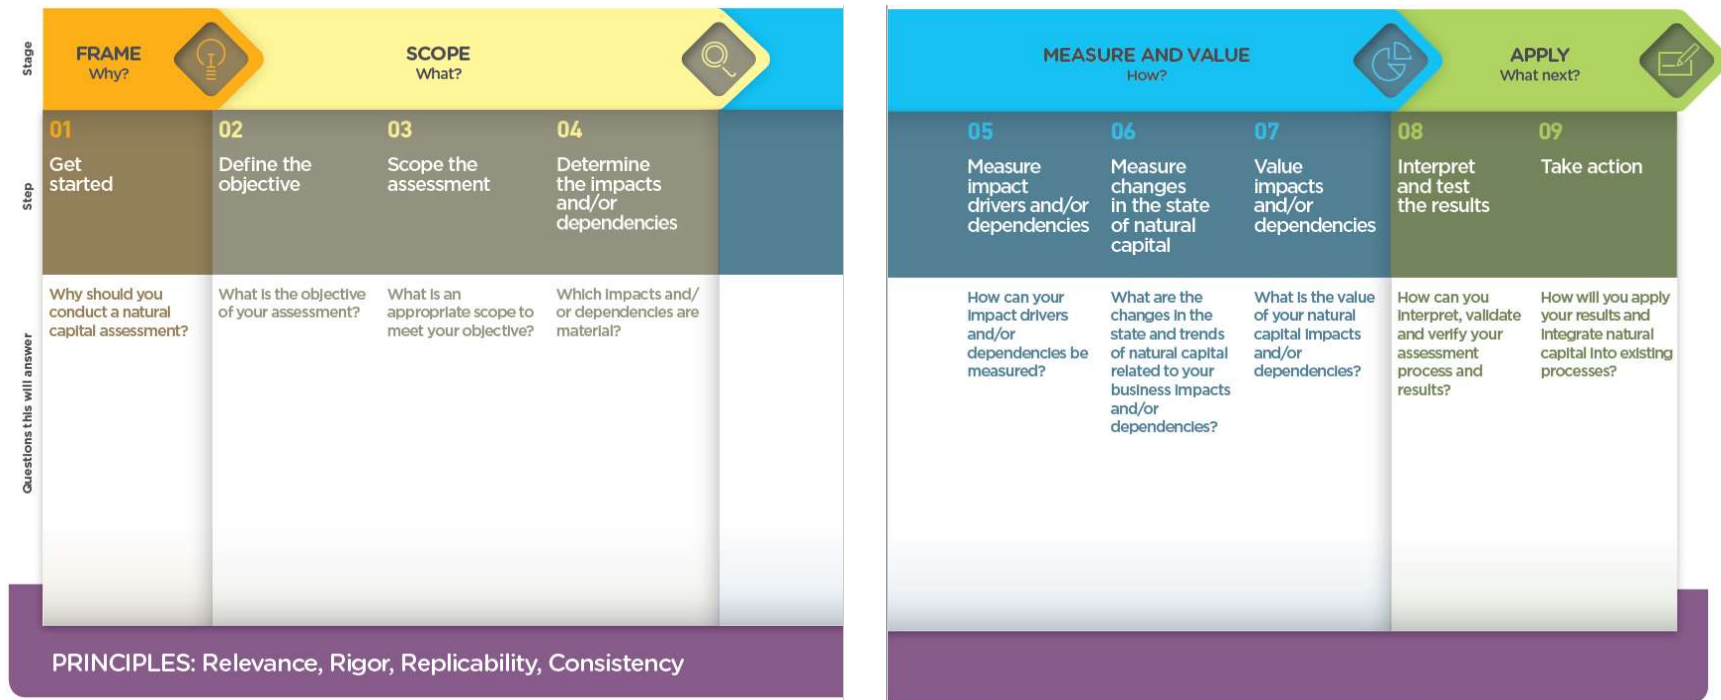 Stage
FRAME
Why?
SCOPE
What?
MEASURE AND VALUE
How?
APPLY
What next?
Step
01
Get
started
02
Define the
objective
03
Scope the
assessment
04
Determine
the impacts
and/or
dependencies
05
Measure
impact
drivers and/or
dependencies
06
Measure
changes
in the state
of natural
capital
07
Value
impacts
and/or
dependencies
08
Interpret
and test
the results
09
Take action
Questions this will answer
Why should you
conduct a natural
capital assessment?
What is the objective
of your assessment?
What is an
appropriate scope to
meet your objective?
Which impacts and/
or dependencies are
material?
How can your
impact drivers
and/or
dependencies be
measured?
What are the
changes in the
state and trends
of natural capital
related to your
business impacts
and/or
dependencies?
What is the value
of your natural
capital impacts
and/or
dependencies?
How can you
interpret, validate
and verify your
assessment
process and
results?
How will you apply
your results and
integrate natural
capital into existing
processes?
PRINCIPLES: Relevance, Rigor, Replicability, Consistency